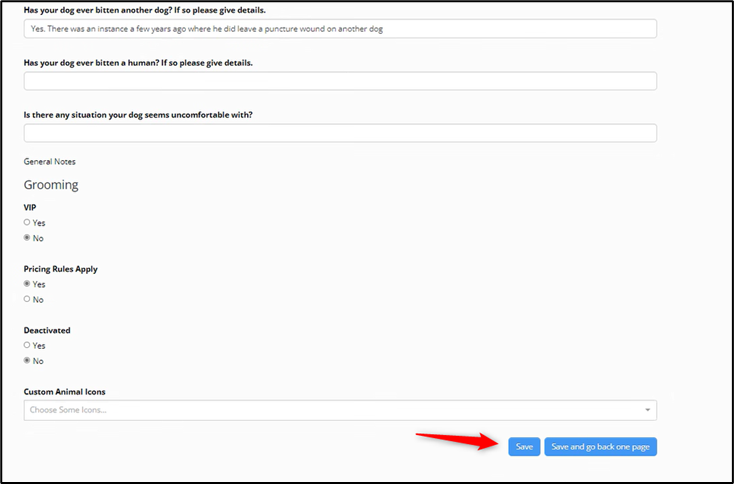 Has your dog ever bitten another dog? If so please give details.
Yes. There was an instance a few years ago where he did leave a puncture wound on another dog
Has your dog ever bitten a human? If so please give details.
Is there any situation your dog seems uncomfortable with?
General Notes
Grooming
VIP
Yes
No
Pricing Rules Apply
Yes
No
Deactivated
Yes
No
Custom Animal Icons
Choose Some Icons...
Save Save and go back one page